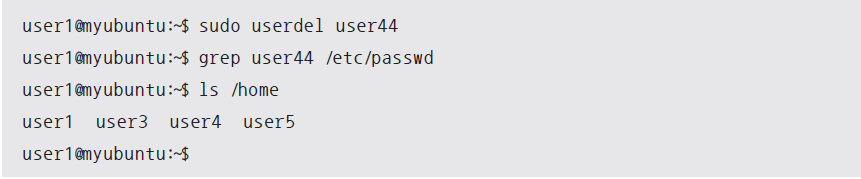 user1@myubuntu:~$ sudo userdel user44
user1@myubuntu:~$ grep user44 /etc/passwd
user1@myubuntu:~$ ls /home
user1  user3  user4  user5
user1@myubuntu:~$